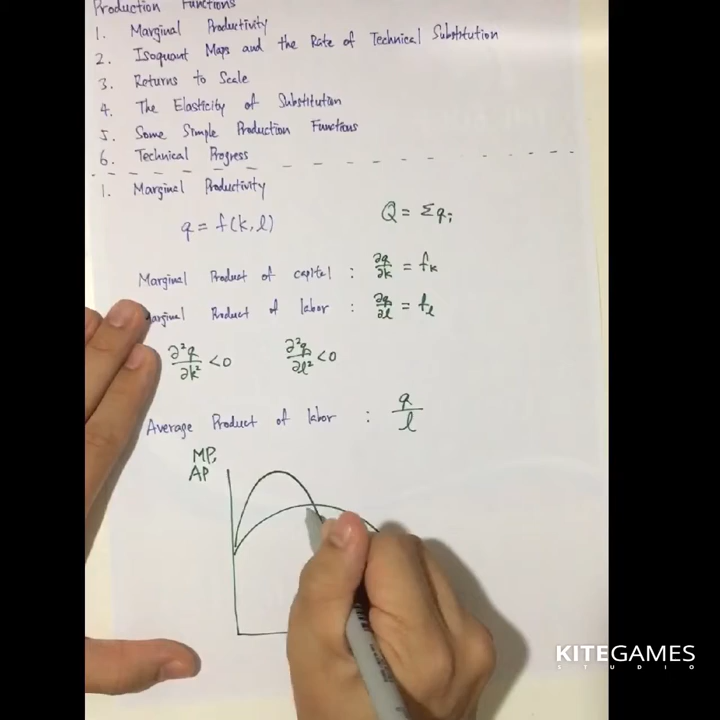 Production Functions
1. Marginal Productivity
2. Isoquant Maps and the Rate of Technical Substitution
3. Returns to Scale
4. The Elasticity of Substitution
5. Some Simple Production Functions
6. Technical Progress
1. Marginal Productivity
q = f(k, l) Q = Σqi
Marginal Product of capital : ∂q/∂k = fk
Marginal Product of labor : ∂q/∂l = fl
∂²q/∂k² <0 ∂²q/∂l² <0
Average Product of labor : q/l
MP,
AP
KITEGAMES
STUDIO